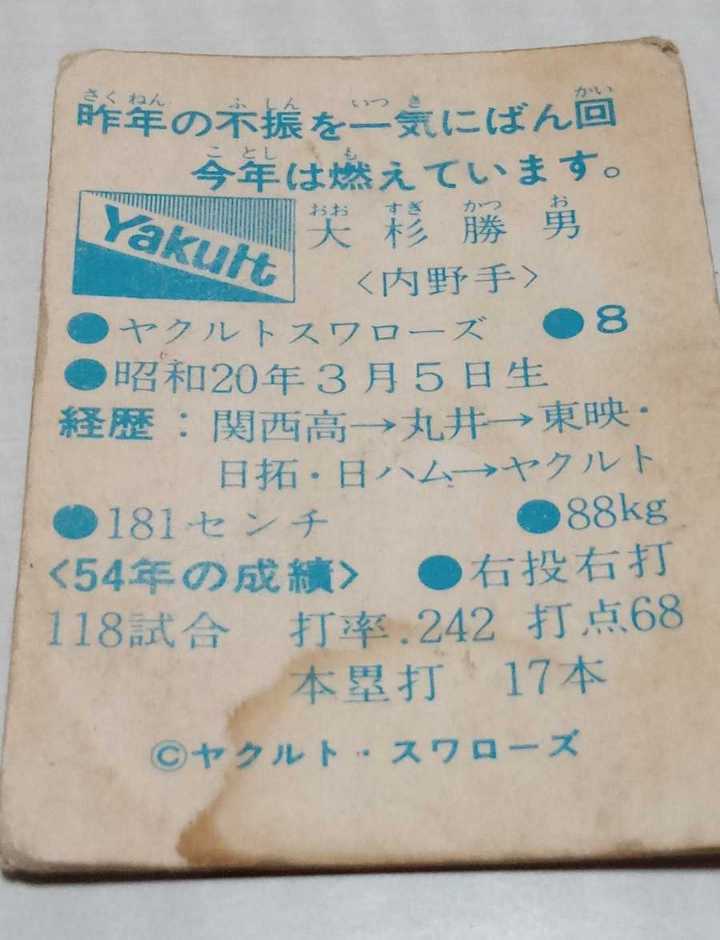 昨年の不振を一気にばん回
今年は燃えています。
Yakult
大杉勝男
〈内野手〉
●ヤクルトスワローズ ●8
●昭和20年3月5日生
経歴：関西高→丸井→東映・
日拓・日ハム→ヤクルト
●181センチ ●88kg
〈54年の成績〉 ●右投右打
118試合 打率.242 打点68
本塁打 17本
©ヤクルト・スワローズ